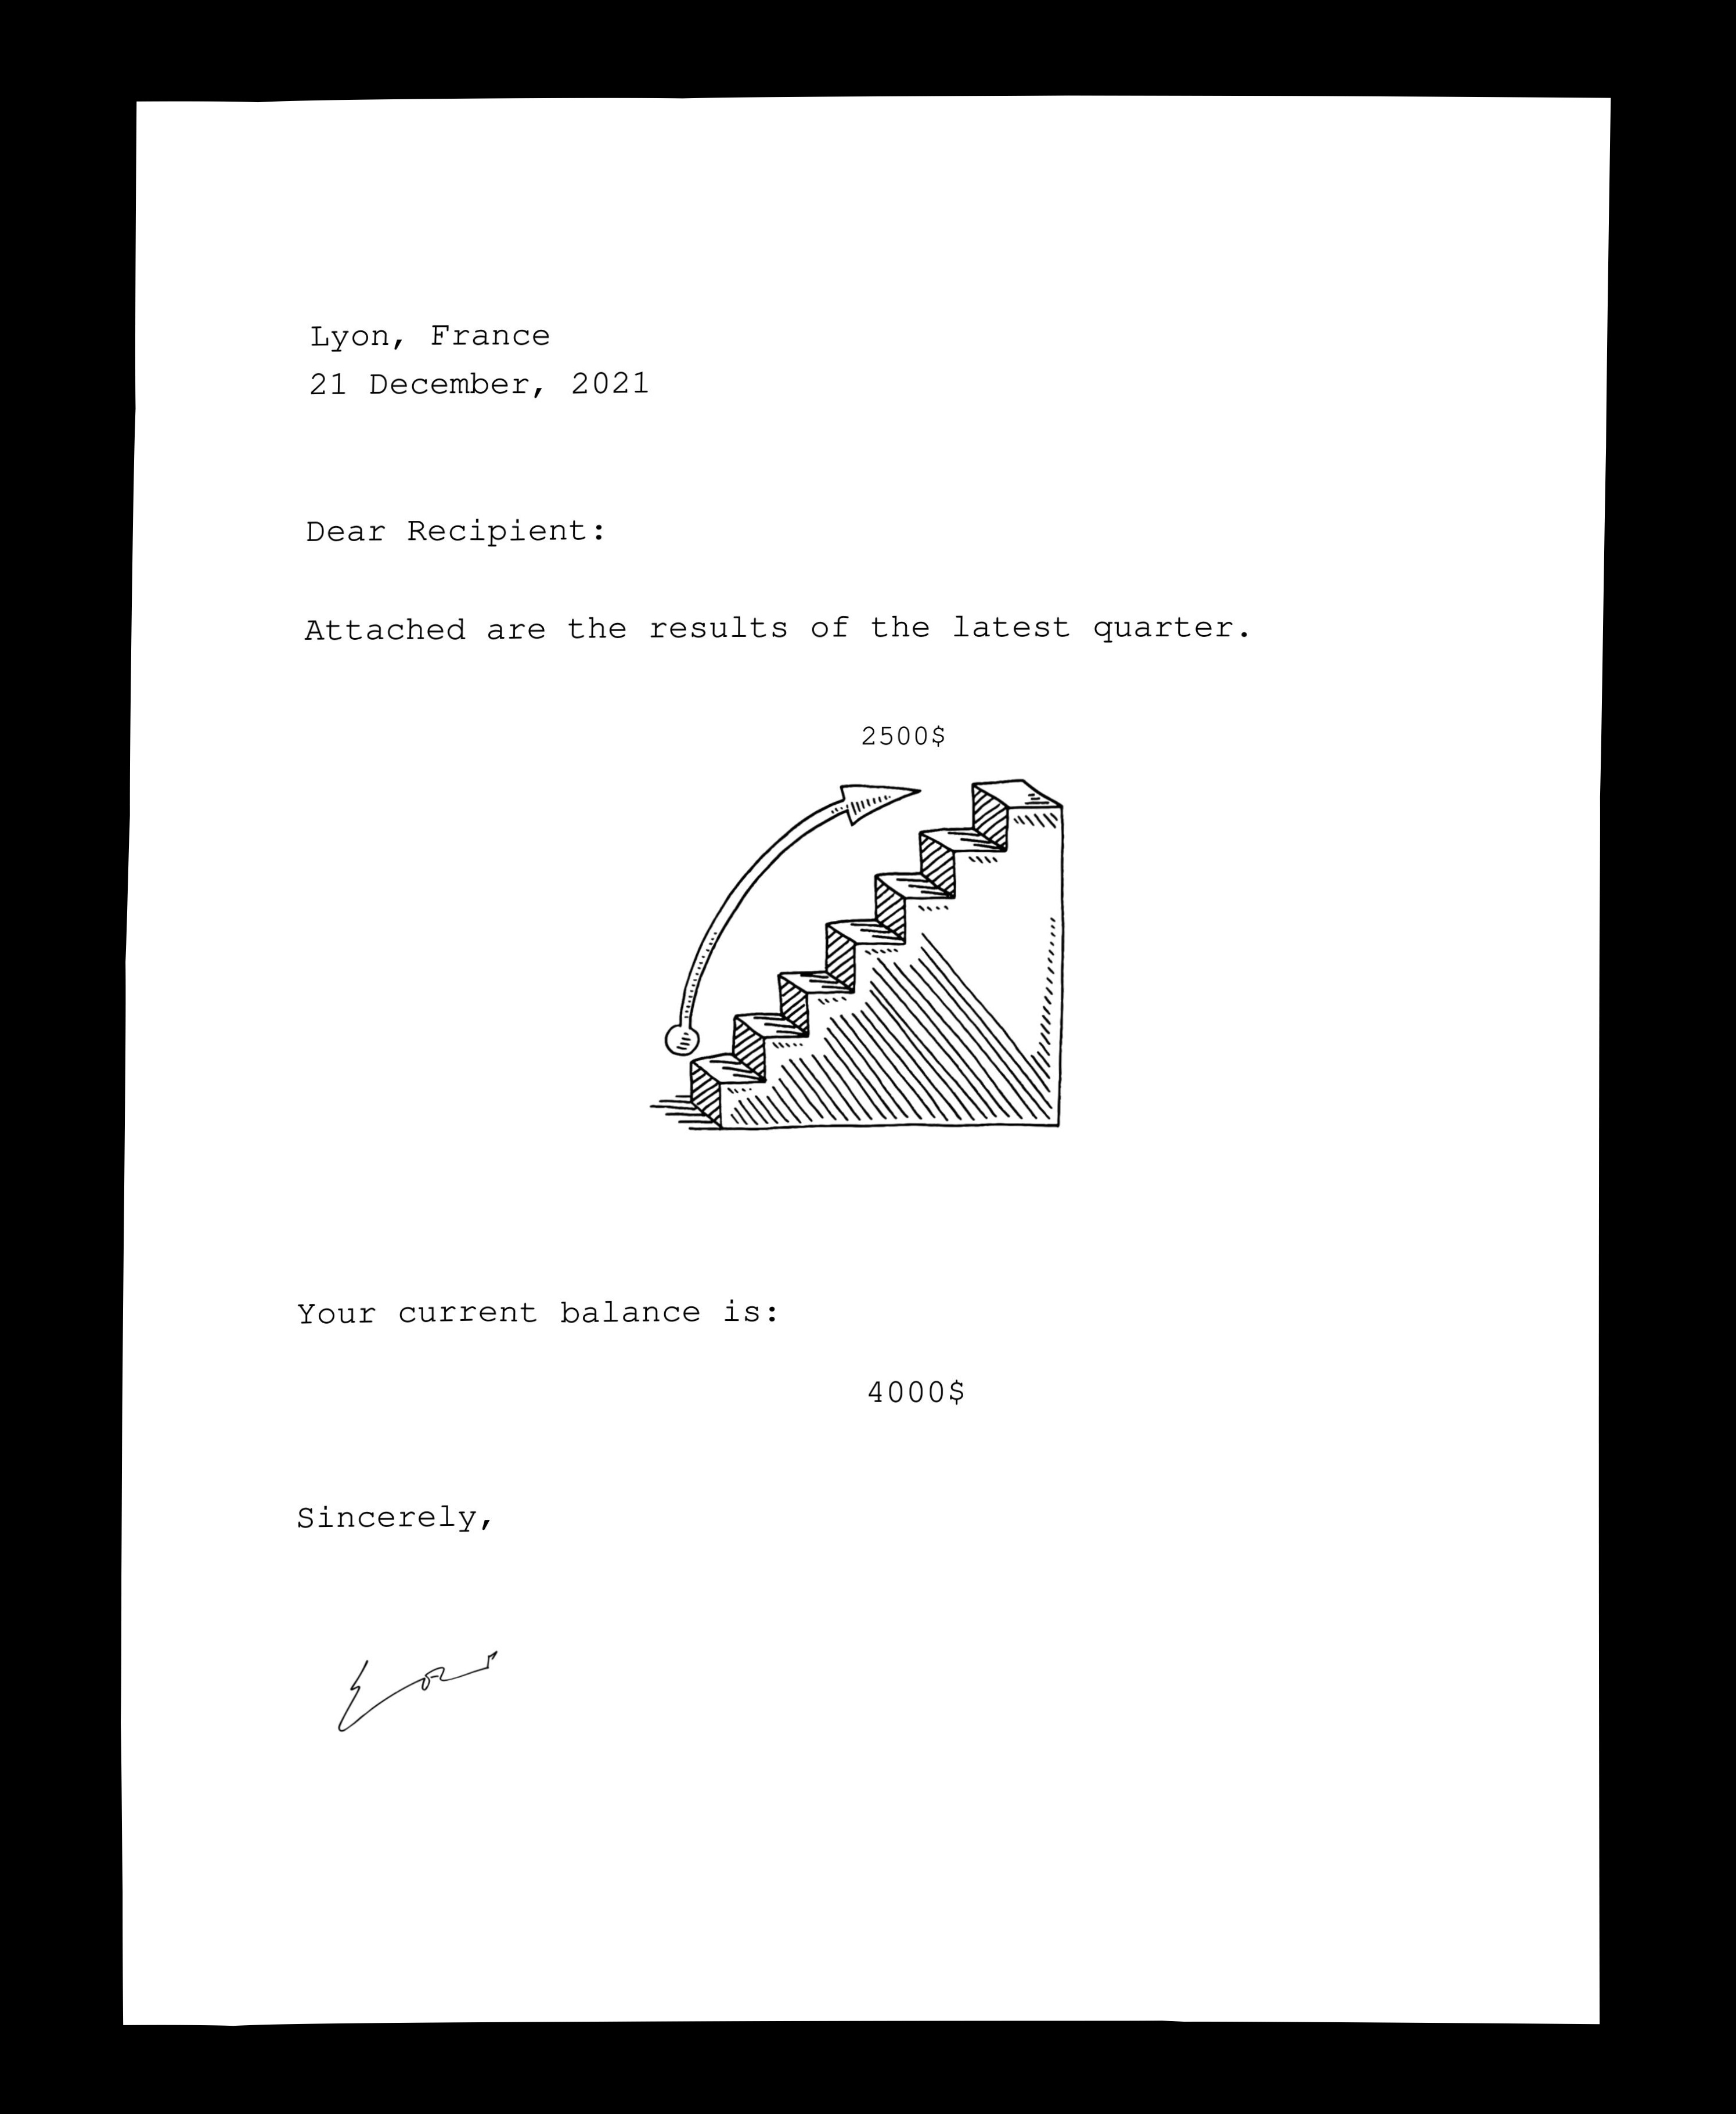 Lyon, France
21 December, 2021
Dear Recipient:
Attached are the results of the latest quarter.
2500$
Your current balance is:
4000$
Sincerely,